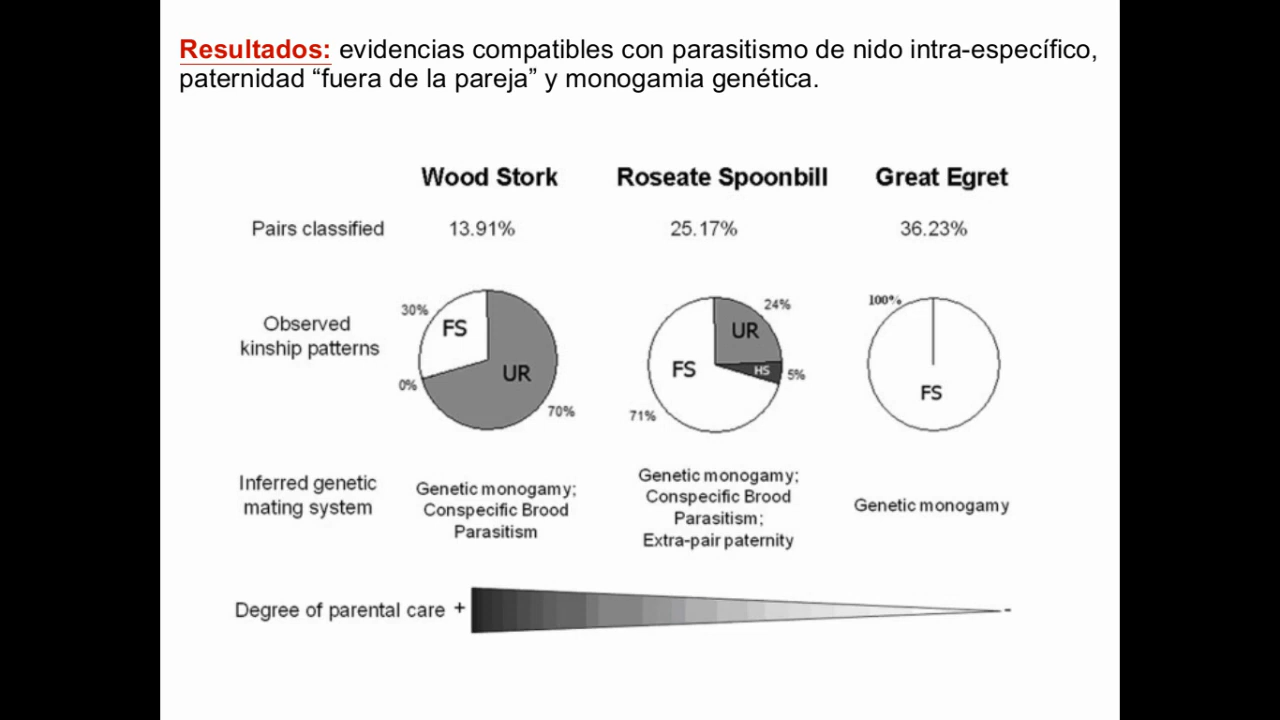 Resultados: evidencias compatibles con parasitismo de nido intra-específico,
paternidad “fuera de la pareja” y monogamia genética.
Wood Stork
Roseate Spoonbill
Great Egret
Pairs classified
13.91%
25.17%
36.23%
Observed
kinship patterns
30%
FS
0%
UR
70%
24%
UR
FS
HS
5%
71%
100%
FS
Inferred genetic
mating system
Genetic monogamy;
Conspecific Brood
Parasitism
Genetic monogamy;
Conspecific Brood
Parasitism;
Extra-pair paternity
Genetic monogamy
Degree of parental care + -